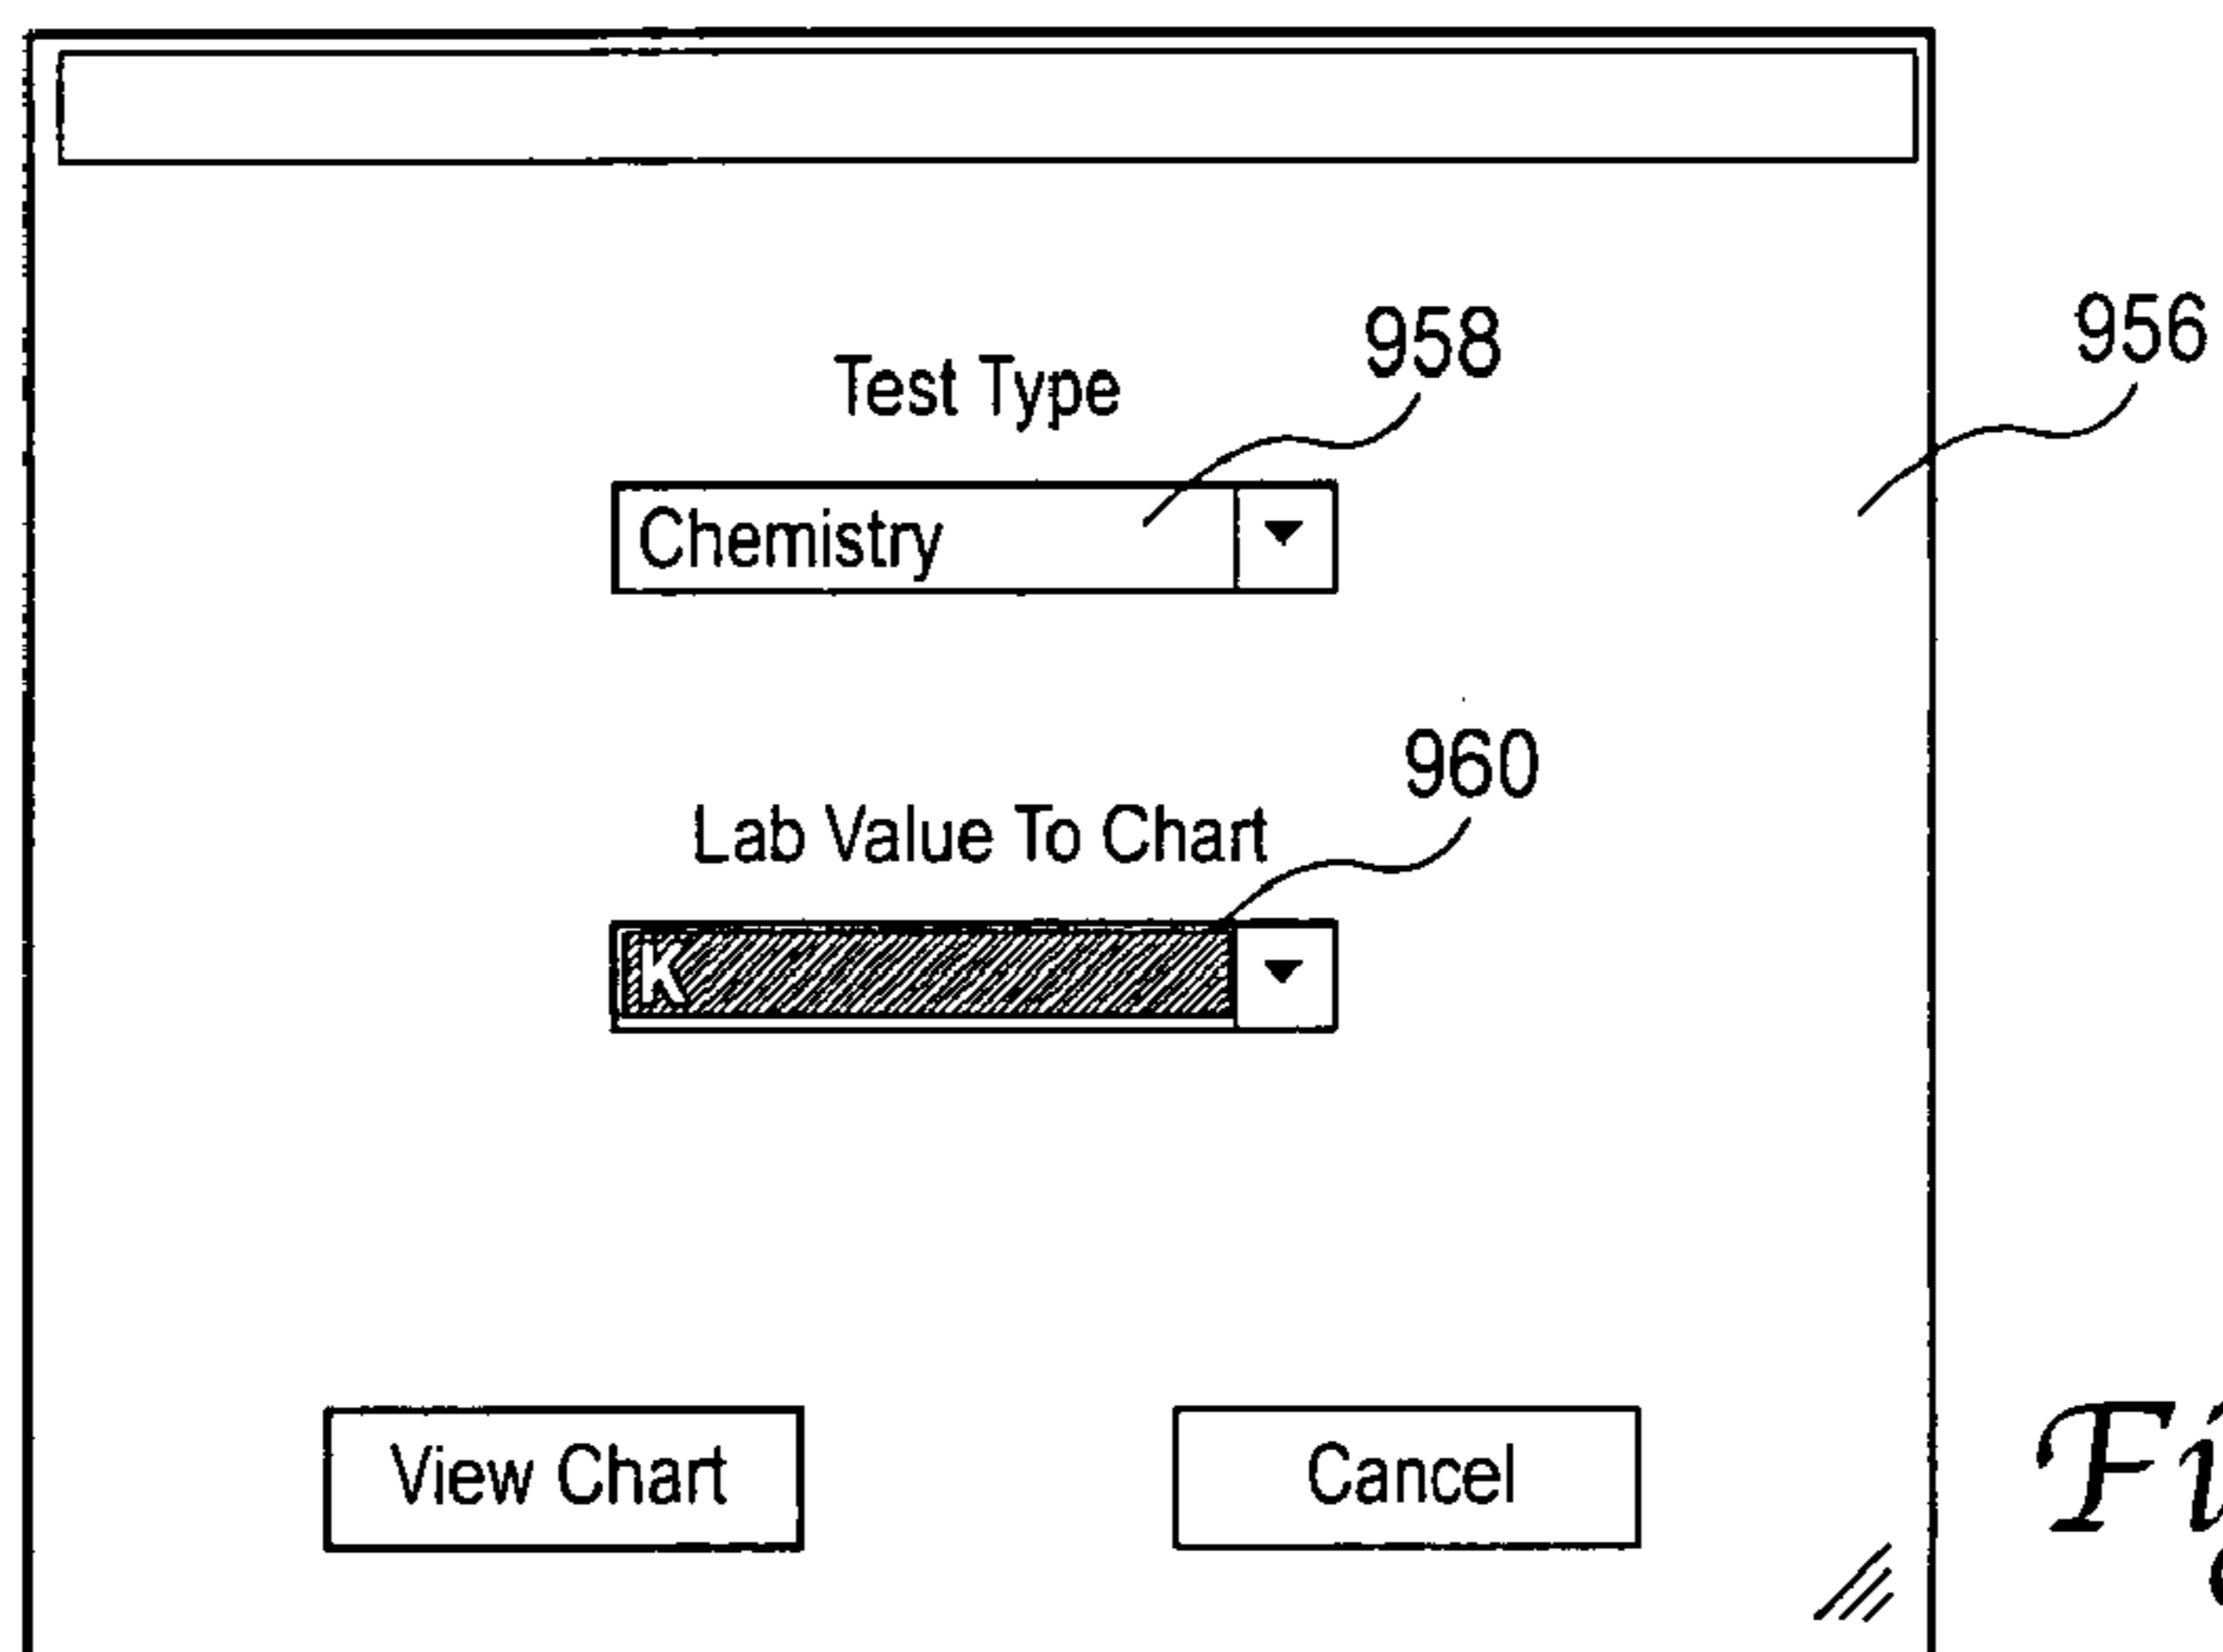 958
956
Test Type
Chemistry
960
Lab Value To Chart
K
View Chart
Cancel